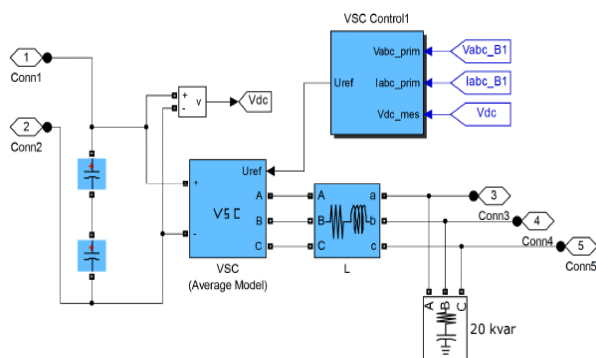 VSC Control1
1
Conn1
Vabc_prim
Vabc_B1
Uref
Iabc_prim
Iabc_B1
Vdc_mes
Vdc
+
-
v
Vdc
2
Conn2
Uref
+
-
VSC
A
B
C
A
B
C
a
b
c
3
Conn3
4
Conn4
5
Conn5
VSC
(Average Model)
L
A
B
C
20 kvar